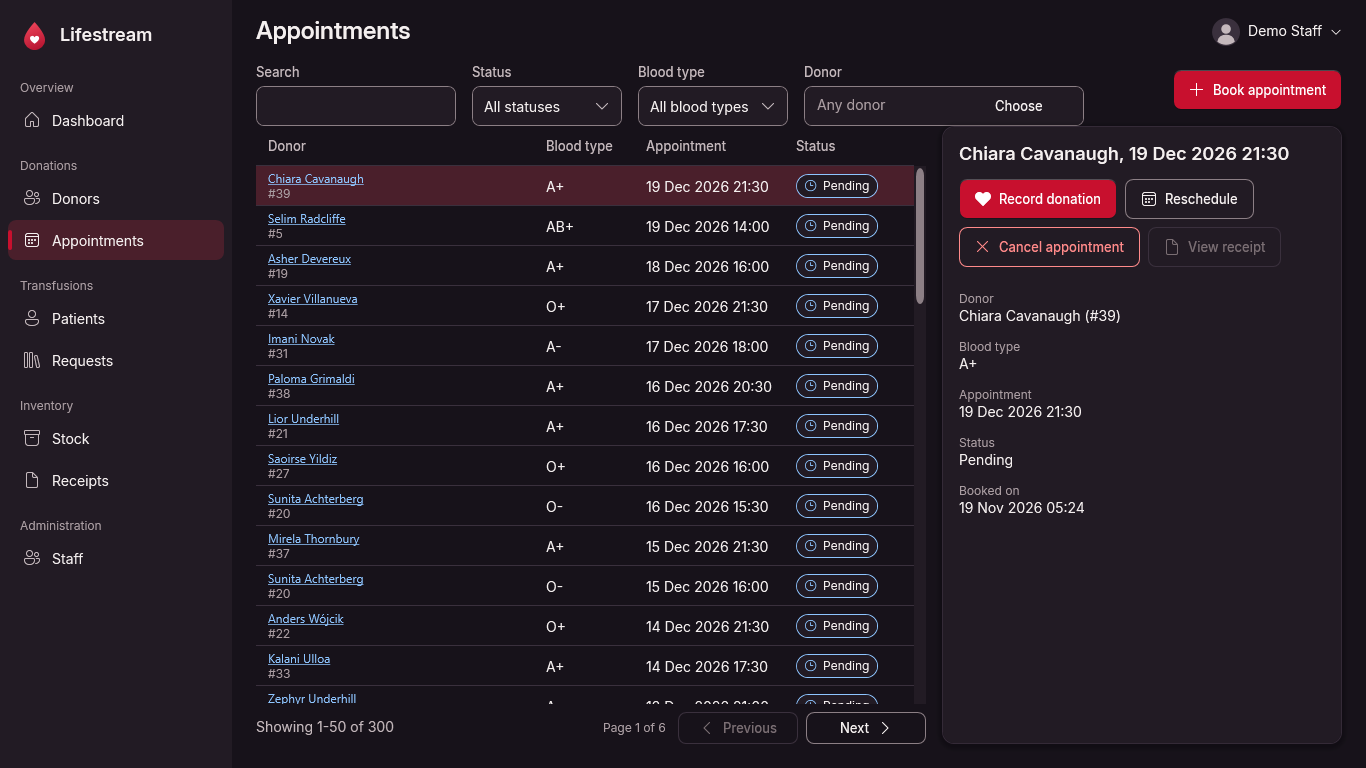 Lifestream
Overview
Dashboard
Donations
Donors
Appointments
Transfusions
Patients
Requests
Inventory
Stock
Receipts
Administration
Staff
Appointments
Demo Staff
Search
Status
Blood type
Donor
All statuses
All blood types
Any donor
Choose
Book appointment
Donor Blood type Appointment Status
Chiara Cavanaugh
#39
A+ 19 Dec 2026 21:30 Pending
Selim Radcliffe
#5
AB+ 19 Dec 2026 14:00 Pending
Asher Devereux
#19
A+ 18 Dec 2026 16:00 Pending
Xavier Villanueva
#14
O+ 17 Dec 2026 21:30 Pending
Imani Novak
#31
A- 17 Dec 2026 18:00 Pending
Paloma Grimaldi
#38
A+ 16 Dec 2026 20:30 Pending
Lior Underhill
#21
A+ 16 Dec 2026 17:30 Pending
Saoirse Yildiz
#27
O+ 16 Dec 2026 16:00 Pending
Sunita Achterberg
#20
O- 16 Dec 2026 15:30 Pending
Mirela Thornbury
#37
A+ 15 Dec 2026 21:30 Pending
Sunita Achterberg
#20
O- 15 Dec 2026 16:00 Pending
Anders Wójcik
#22
O+ 14 Dec 2026 21:30 Pending
Kalani Ulloa
#33
A+ 14 Dec 2026 17:30 Pending
Zephyr Underhill
Showing 1-50 of 300
Page 1 of 6
Previous
Next
Chiara Cavanaugh, 19 Dec 2026 21:30
Record donation
Reschedule
Cancel appointment
View receipt
Donor
Chiara Cavanaugh (#39)
Blood type
A+
Appointment
19 Dec 2026 21:30
Status
Pending
Booked on
19 Nov 2026 05:24